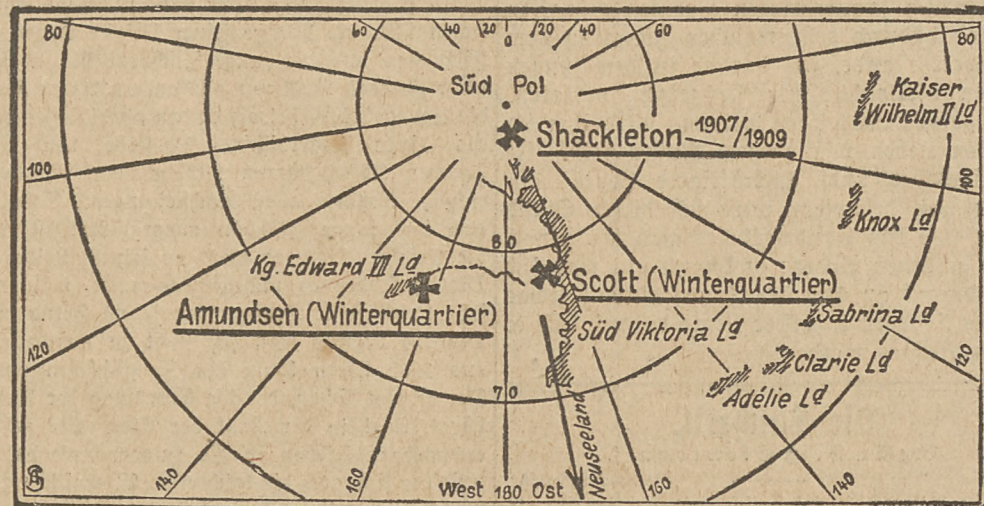 80 60 40 20 0 20 40 60 80
Süd Pol
Kaiser
Wilhelm II Ld
Shackleton 1907/1909
100 100
Knox Ld
80
Kg. Edward VII Ld
Scott (Winterquartier)
Amundsen (Winterquartier)
Sabrina Ld
Süd Viktoria Ld
120 120
Clarie Ld
Adélie Ld
70
Neuseeland
140 160 West 180 Ost 160 140